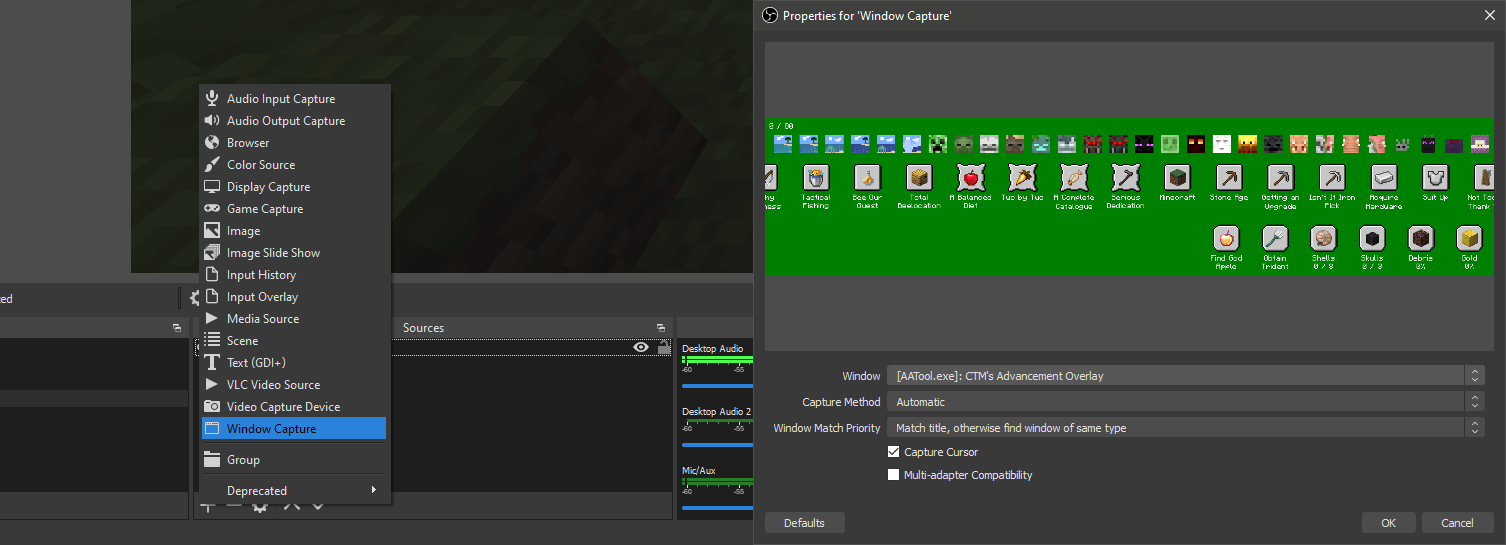 Audio Input Capture
Audio Output Capture
Browser
Color Source
Display Capture
Game Capture
Image
Image Slide Show
Input History
Input Overlay
Media Source
Scene
Text (GDI+)
VLC Video Source
Video Capture Device
Window Capture
Group
Deprecated
ted
Sources
Desktop Audio
-60 -55
Desktop Audio 2
-60 -55
Mic/Aux
-60 -55
Properties for 'Window Capture'
0 / 80
Tactical Fishing
Bee Our Guest
Total Beelocation
A Balanced Diet
Two by Two
A Complete Catalogue
Serious Dedication
Minecraft
Stone Age
Getting an Upgrade
Isn't It Iron Pick
Acquire Hardware
Suit Up
Not Too
Thank
Find God Apple
Obtain Trident
Shells 0 / 8
Skulls 0 / 3
Debris 0%
Gold 0%
Window [AATool.exe]: CTM's Advancement Overlay
Capture Method Automatic
Window Match Priority Match title, otherwise find window of same type
Capture Cursor
Multi-adapter Compatibility
Defaults OK Cancel